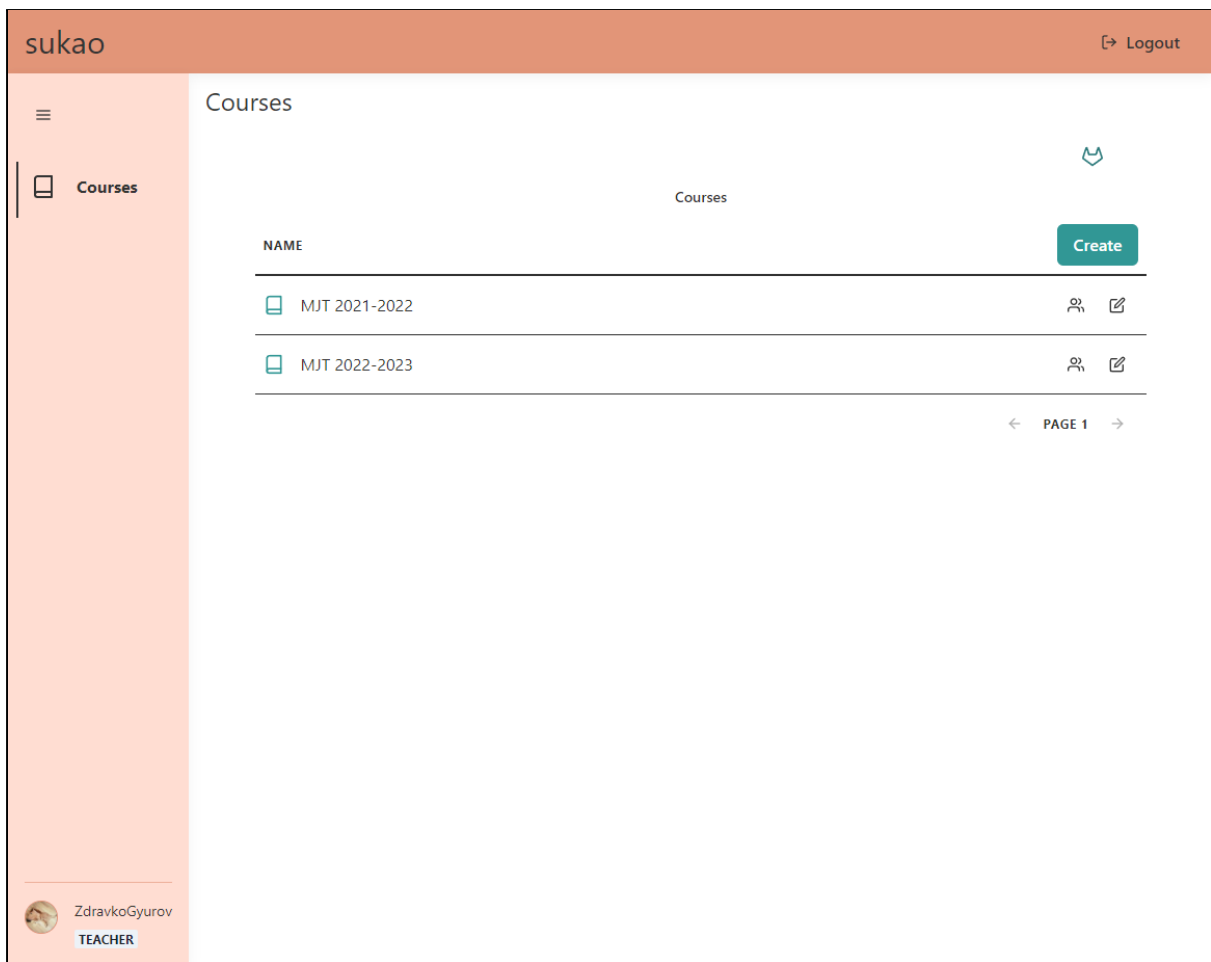 sukao
Logout
Courses
Courses
Courses
NAME
Create
MJT 2021-2022
MJT 2022-2023
PAGE 1
ZdravkoGyurov
TEACHER